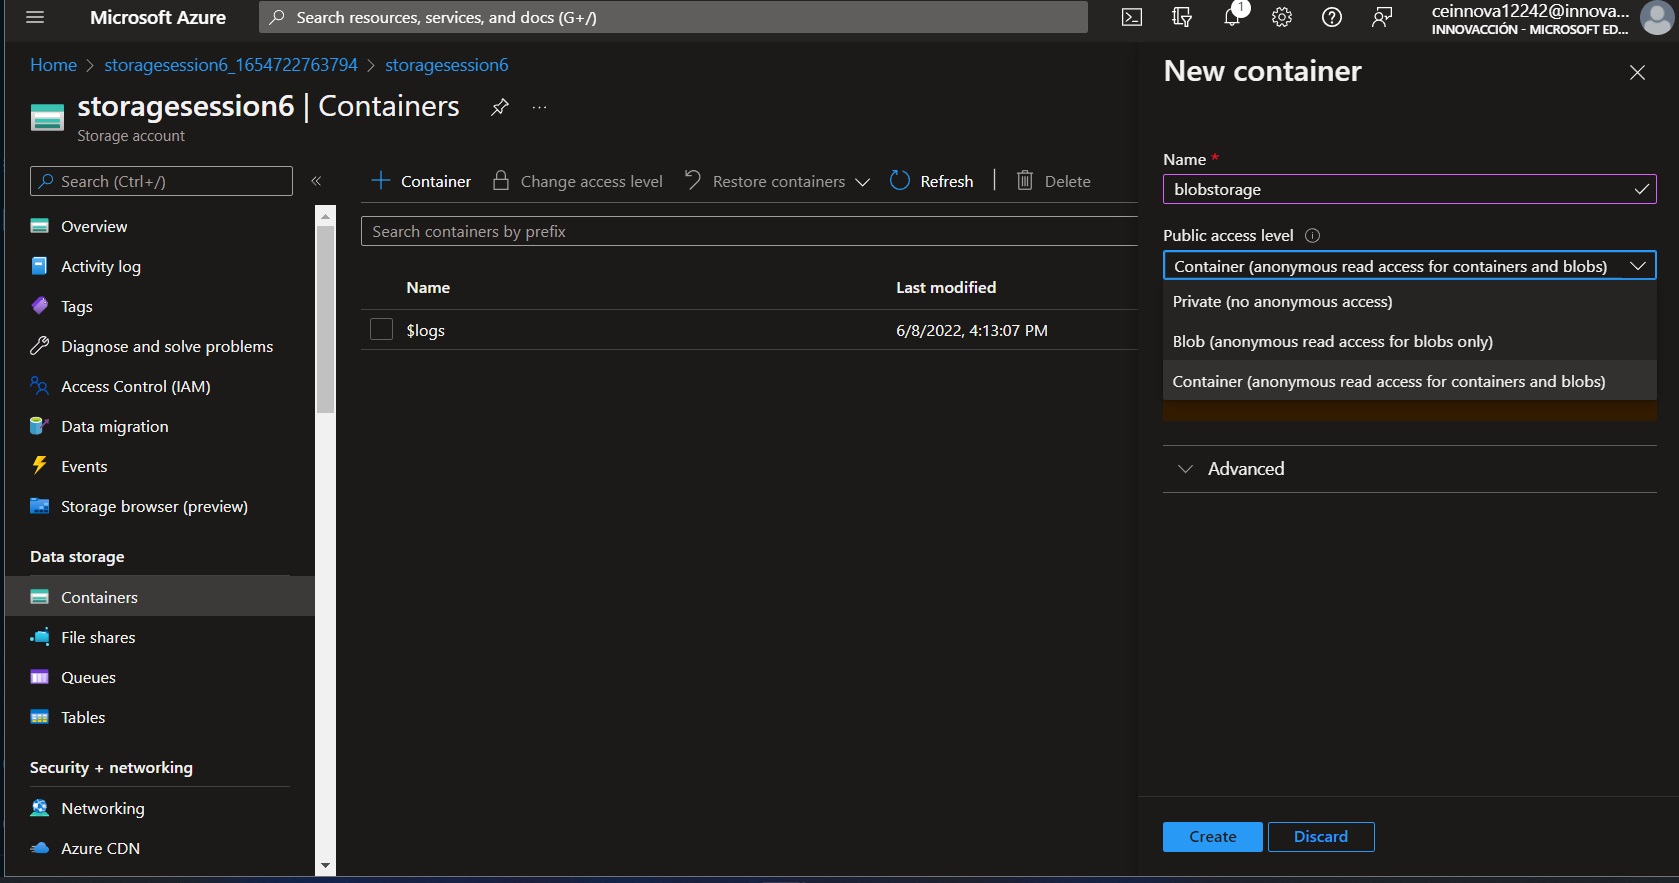 Microsoft Azure
Search resources, services, and docs (G+/)
1
ceinnova12242@innova...
INNOVACCIÓN - MICROSOFT ED...
Home > storagesession6_1654722763794 > storagesession6
storagesession6 | Containers
...
Storage account
Search (Ctrl+/)
«
Overview
Activity log
Tags
Diagnose and solve problems
Access Control (IAM)
Data migration
Events
Storage browser (preview)
Data storage
Containers
File shares
Queues
Tables
Security + networking
Networking
Azure CDN
+ Container
Change access level
Restore containers
Refresh
Delete
Search containers by prefix
Name
Last modified
$logs
6/8/2022, 4:13:07 PM
New container
Name *
blobstorage
Public access level
Container (anonymous read access for containers and blobs)
Private (no anonymous access)
Blob (anonymous read access for blobs only)
Container (anonymous read access for containers and blobs)
Advanced
Create
Discard